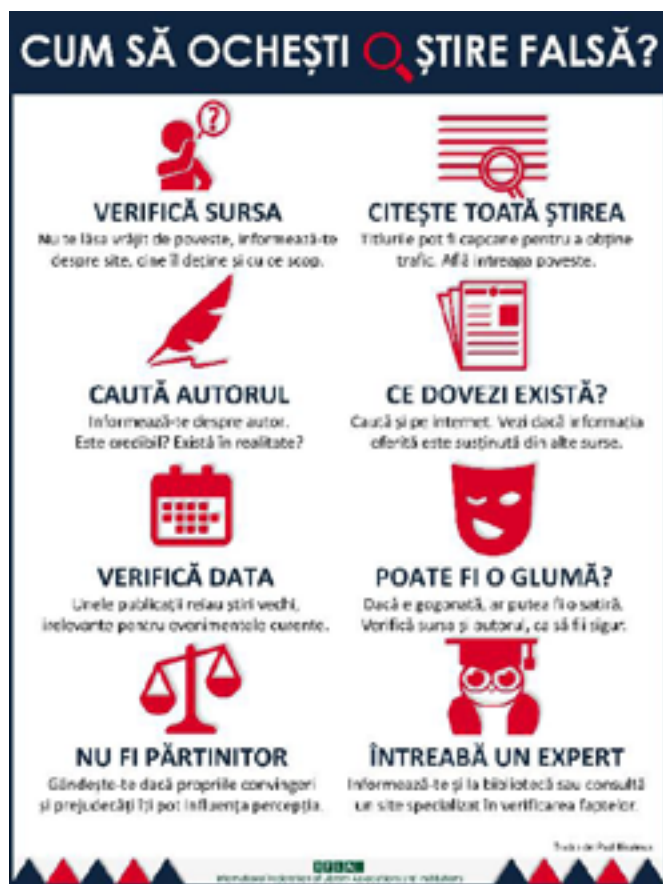 CUM SĂ OCHEȘTI O ȘTIRE FALSĂ?
?
VERIFICĂ SURSA
Nu te lăsa vrăjit de poveste, informează-te
despre site, cine îl deține și cu ce scop.
CITEȘTE TOATĂ ȘTIREA
Titlurile pot fi capcane pentru a obține
trafic. Află întreaga poveste.
CAUTĂ AUTORUL
Informează-te despre autor.
Este credibil? Există în realitate?
CE DOVEZI EXISTĂ?
Caută și pe internet. Vezi dacă informația
oferită este susținută din alte surse.
VERIFICĂ DATA
Unele publicații reiau știri vechi,
irelevante pentru evenimentele curente.
POATE FI O GLUMĂ?
Dacă e gogonată, ar putea fi o satiră.
Verifică sursa și autorul, ca să fii sigur.
NU FI PĂRTINITOR
Gândește-te dacă propriile convingeri
și prejudecăți îți pot influența percepția.
ÎNTREABĂ UN EXPERT
Informează-te și la bibliotecă sau consultă
un site specializat în verificarea faptelor.
IFLA
International Federation of Library Associations and Institutions